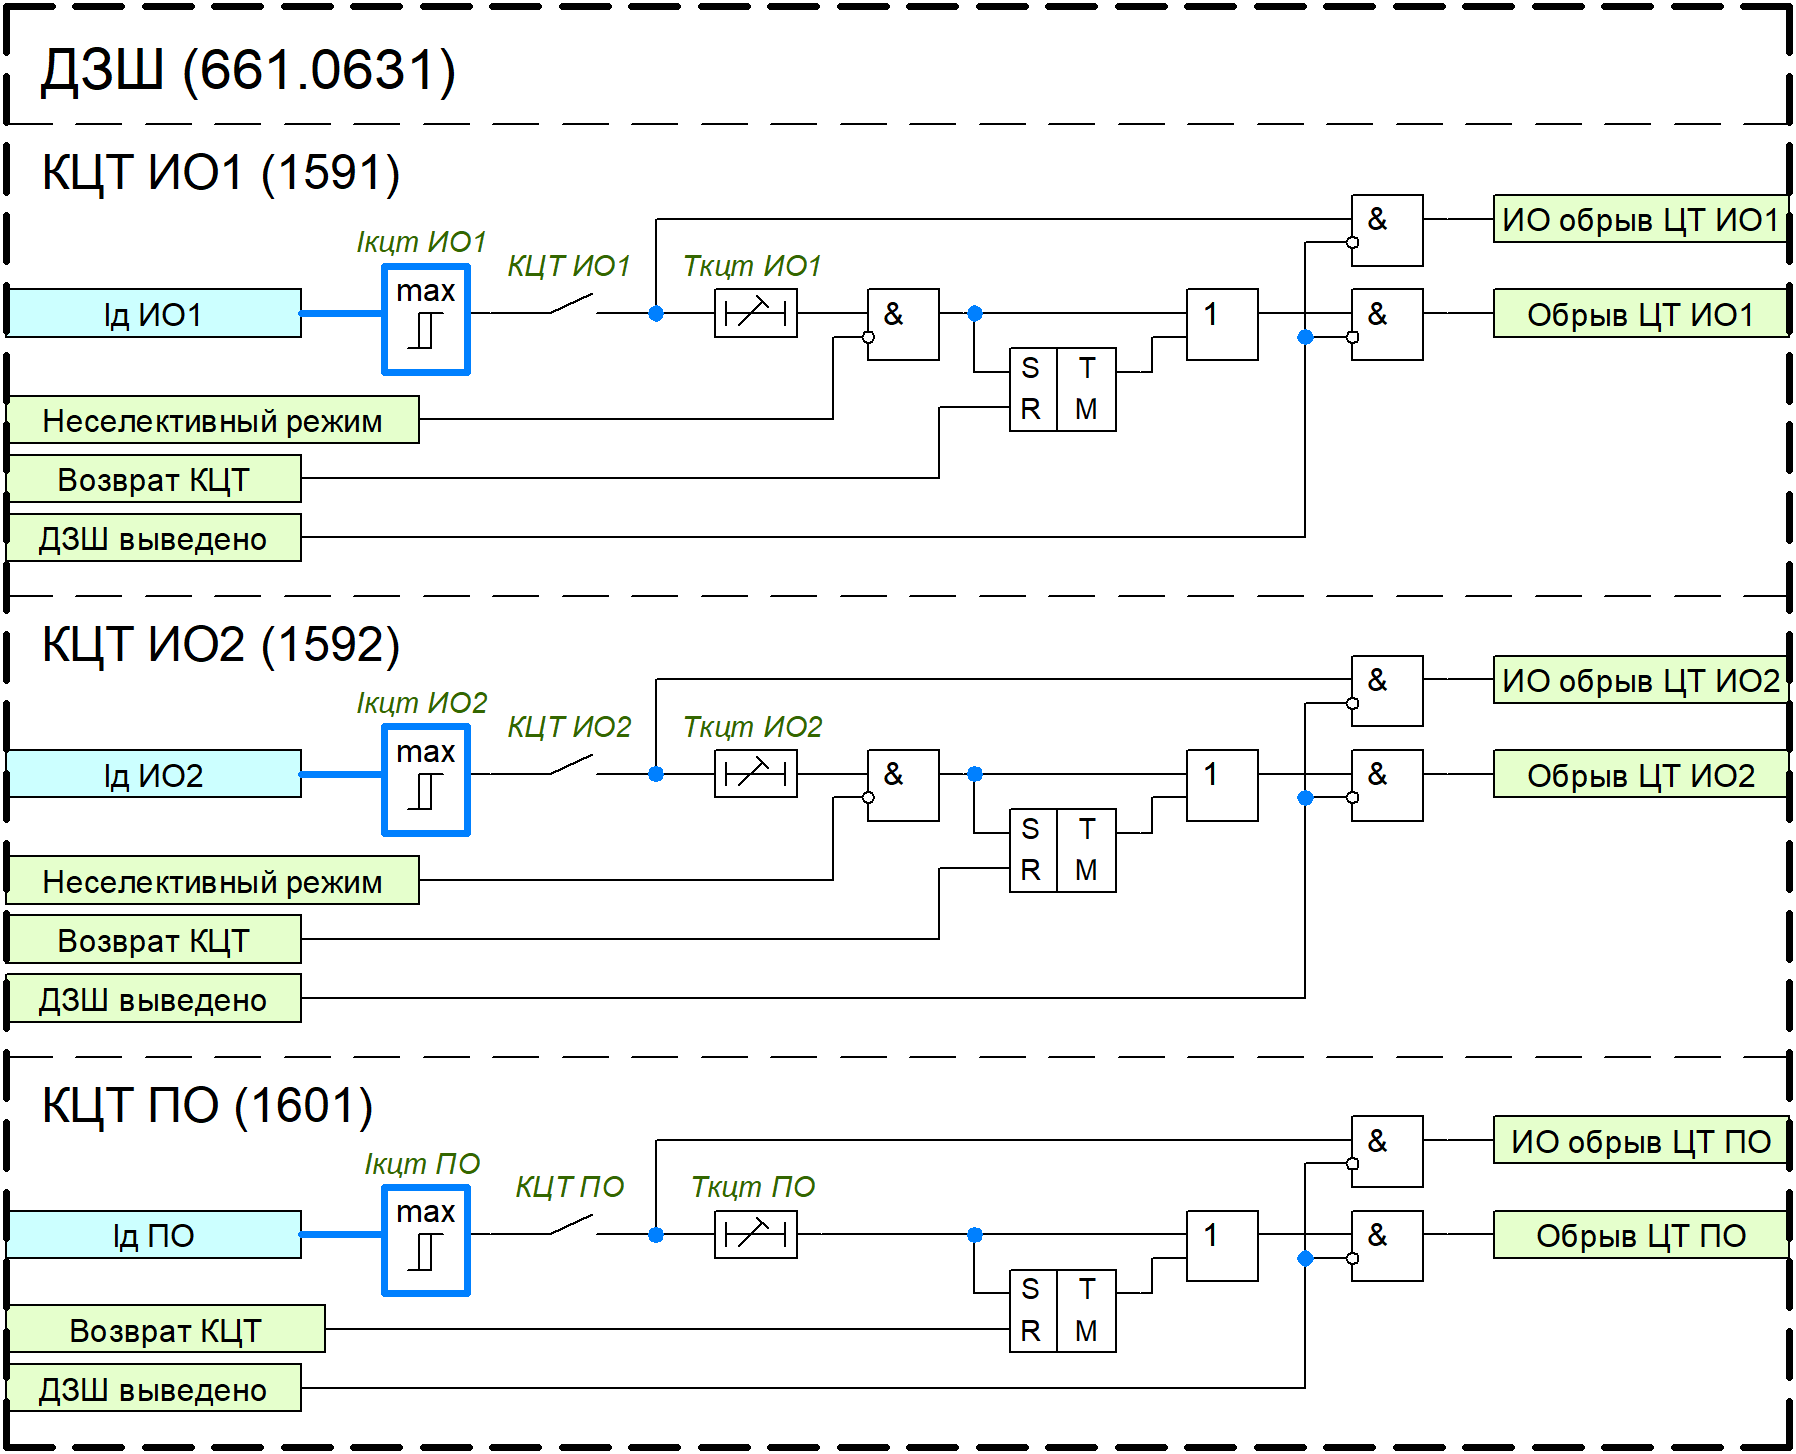 ДЗШ (661.0631)
КЦТ ИО1 (1591)
Iкцт ИО1
КЦТ ИО1
Ткцт ИО1
&
ИО обрыв ЦТ ИО1
Iд ИО1
max
&
1
&
Обрыв ЦТ ИО1
S T
R M
Неселективный режим
Возврат КЦТ
ДЗШ выведено
КЦТ ИО2 (1592)
Iкцт ИО2
КЦТ ИО2
Ткцт ИО2
&
ИО обрыв ЦТ ИО2
Iд ИО2
max
&
1
&
Обрыв ЦТ ИО2
S T
R M
Неселективный режим
Возврат КЦТ
ДЗШ выведено
КЦТ ПО (1601)
Iкцт ПО
КЦТ ПО
Ткцт ПО
&
ИО обрыв ЦТ ПО
Iд ПО
max
1
&
Обрыв ЦТ ПО
S T
R M
Возврат КЦТ
ДЗШ выведено